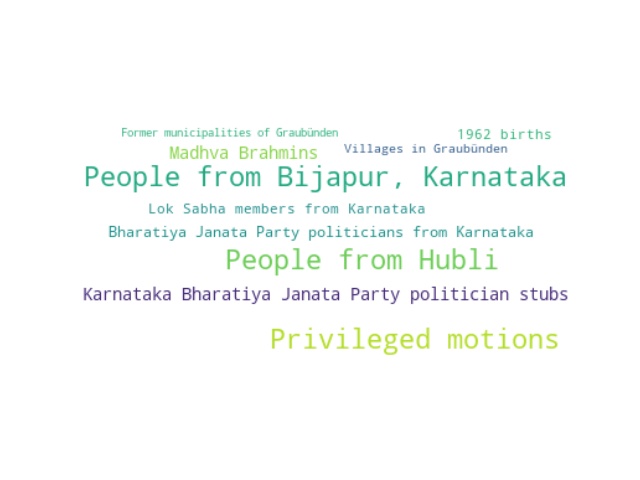 Former municipalities of Graubünden
1962 births
Madhva Brahmins
Villages in Graubünden
People from Bijapur, Karnataka
Lok Sabha members from Karnataka
Bharatiya Janata Party politicians from Karnataka
People from Hubli
Karnataka Bharatiya Janata Party politician stubs
Privileged motions